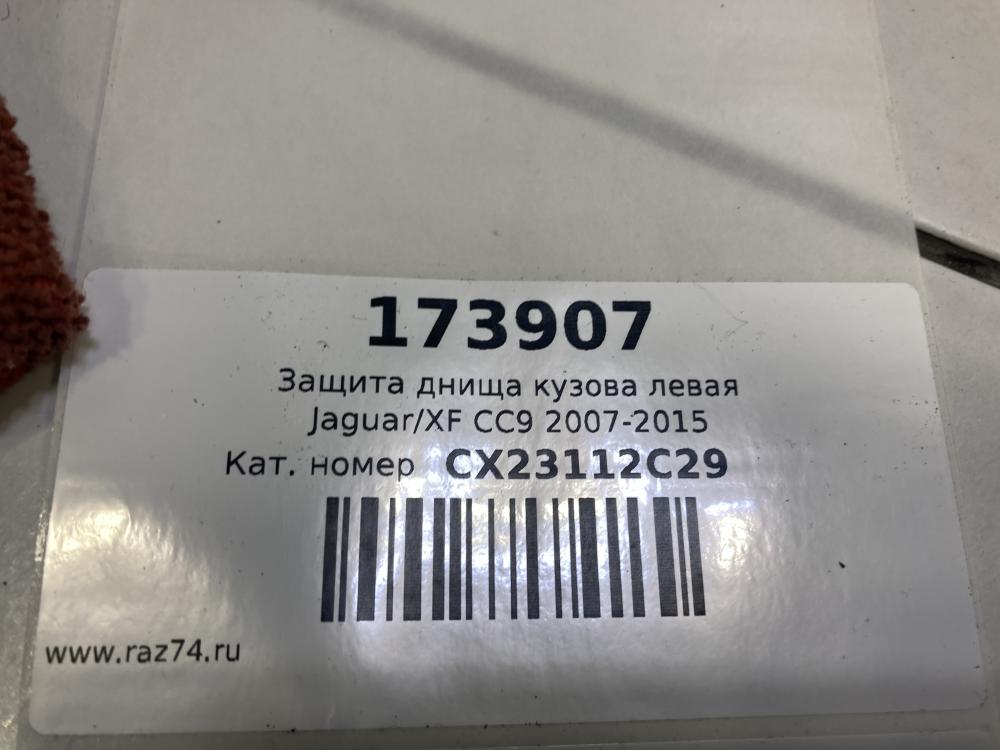 173907
Защита днища кузова левая
Jaguar/XF CC9 2007-2015
Кат. номер CX23112C29
www.raz74.ru